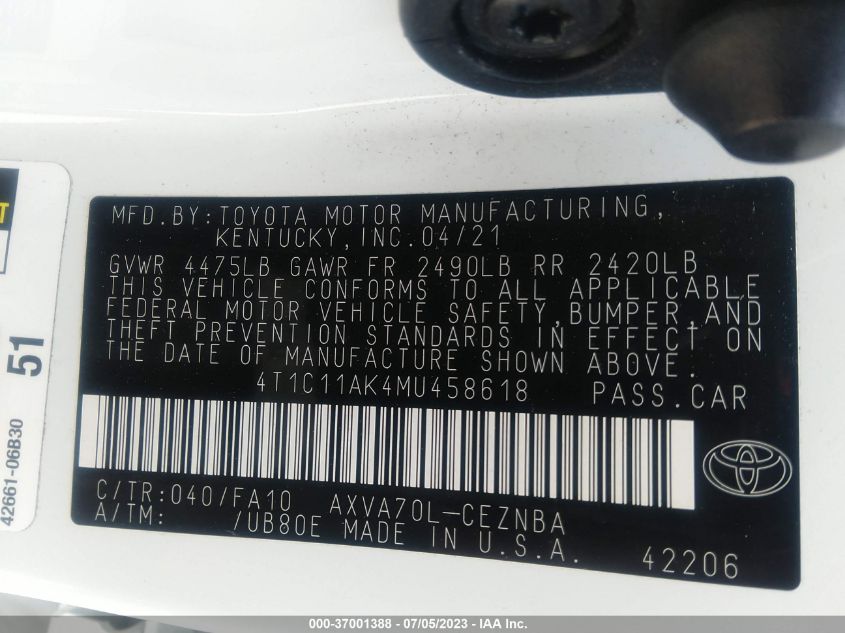 MFD.BY:TOYOTA MOTOR MANUFACTURING,
KENTUCKY,INC.04/21
GVWR 4475LB GAWR FR 2490LB RR 2420LB
THIS VEHICLE CONFORMS TO ALL APPLICABLE
FEDERAL MOTOR VEHICLE SAFETY,BUMPER,AND
THEFT PREVENTION STANDARDS IN EFFECT ON
THE DATE OF MANUFACTURE SHOWN ABOVE.
4T1C11AK4MU458618 PASS.CAR
C/TR:040/FA10 AXVA70L-CEZNBA
A/TM: /UB80E MADE IN U.S.A.
42206
51
42661-06B30
000-37001388 - 07/05/2023 - IAA Inc.